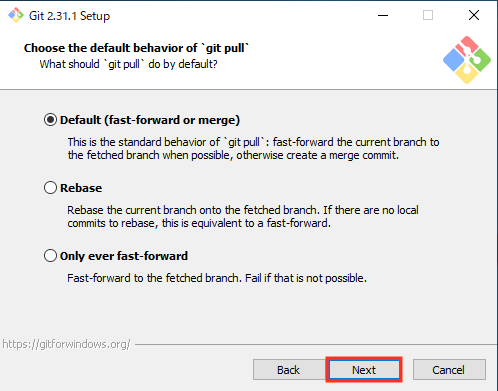 Git 2.31.1 Setup
Choose the default behavior of `git pull`
What should `git pull` do by default?
Default (fast-forward or merge)
This is the standard behavior of `git pull`: fast-forward the current branch to
the fetched branch when possible, otherwise create a merge commit.
Rebase
Rebase the current branch onto the fetched branch. If there are no local
commits to rebase, this is equivalent to a fast-forward.
Only ever fast-forward
Fast-forward to the fetched branch. Fail if that is not possible.
https://gitforwindows.org/
Back
Next
Cancel